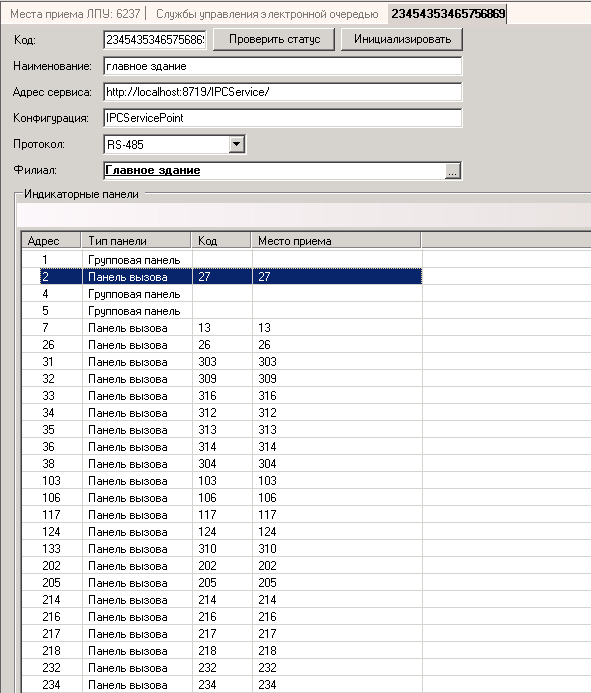 Места приема ЛПУ: 6237 Службы управления электронной очередью 23454353465756869
Код: 2345435346575686 Проверить статус Инициализировать
Наименование: главное здание
Адрес сервиса: http://localhost:8719/IPCService/
Конфигурация: IPCServicePoint
Протокол: RS-485
Филиал: Главное здание ...
Индикаторные панели
Адрес Тип панели Код Место приема
1 Групповая панель
2 Панель вызова 27 27
4 Групповая панель
5 Групповая панель
7 Панель вызова 13 13
26 Панель вызова 26 26
31 Панель вызова 303 303
32 Панель вызова 309 309
33 Панель вызова 316 316
34 Панель вызова 312 312
35 Панель вызова 313 313
36 Панель вызова 314 314
38 Панель вызова 304 304
103 Панель вызова 103 103
106 Панель вызова 106 106
117 Панель вызова 117 117
124 Панель вызова 124 124
133 Панель вызова 310 310
202 Панель вызова 202 202
205 Панель вызова 205 205
214 Панель вызова 214 214
216 Панель вызова 216 216
217 Панель вызова 217 217
218 Панель вызова 218 218
232 Панель вызова 232 232
234 Панель вызова 234 234